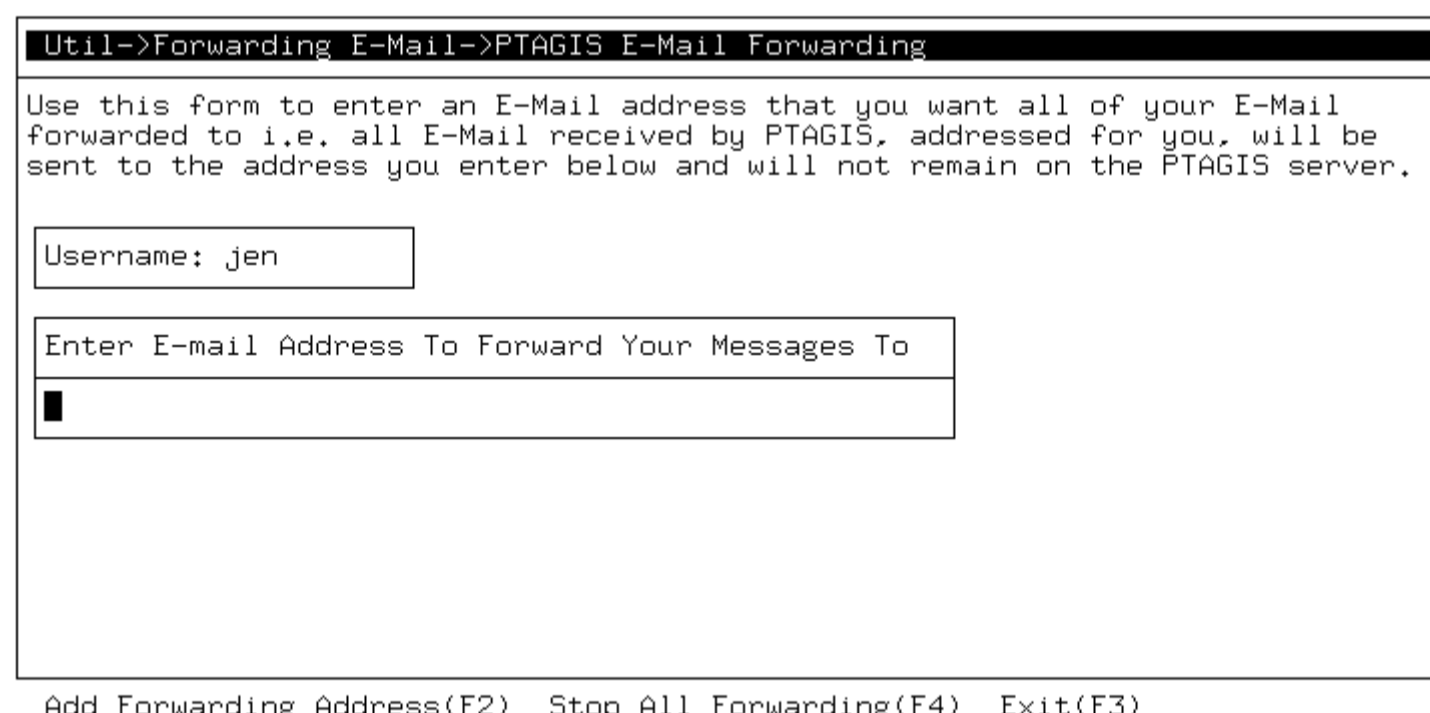 Util->Forwarding E-Mail->PTAGIS E-Mail Forwarding
Use this form to enter an E-Mail address that you want all of your E-Mail
forwarded to i.e. all E-Mail received by PTAGIS, addressed for you, will be
sent to the address you enter below and will not remain on the PTAGIS server.
Username: jen
Enter E-mail Address To Forward Your Messages To
Add Forwarding Address(F2) Stop All Forwarding(F4) Exit(F3)